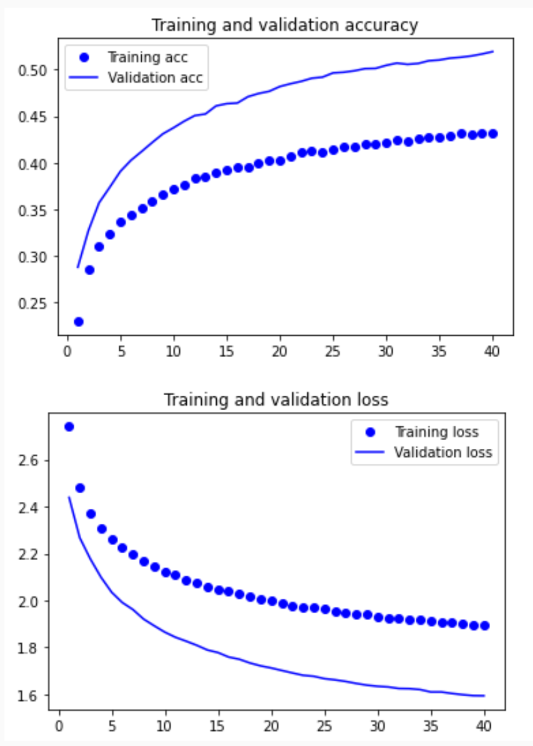 Training and validation accuracy
Training acc
Validation acc
0.50
0.45
0.40
0.35
0.30
0.25
0 5 10 15 20 25 30 35 40
Training and validation loss
Training loss
Validation loss
2.6
2.4
2.2
2.0
1.8
1.6
0 5 10 15 20 25 30 35 40